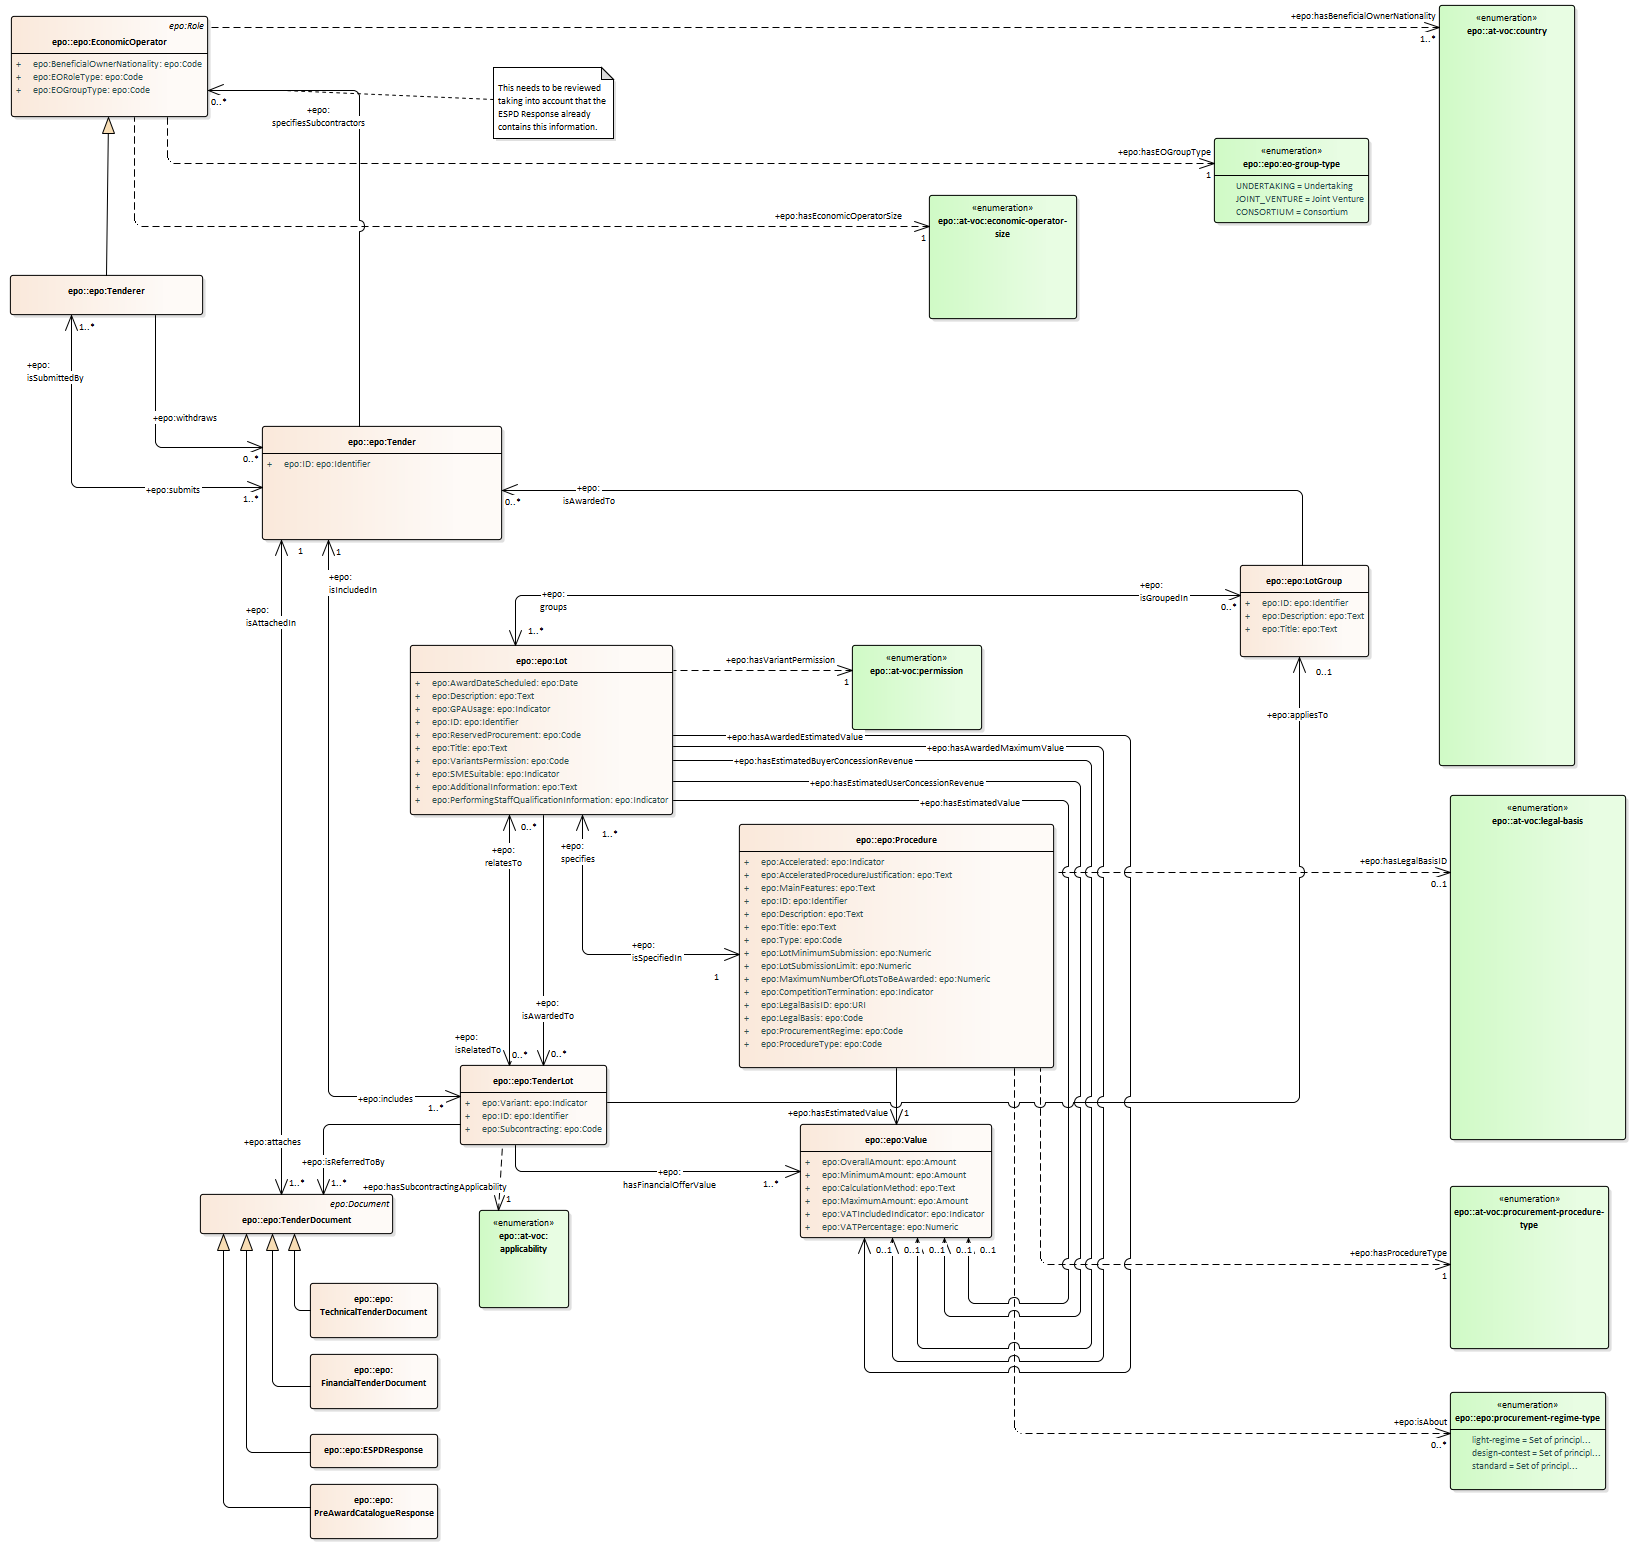 epo:Role
epo::epo:EconomicOperator
+ epo:BeneficialOwnerNationality: epo:Code
+ epo:EORoleType: epo:Code
+ epo:EOGroupType: epo:Code
+epo:hasBeneficialOwnerNationality
1..*
«enumeration»
epo::at-voc:country
This needs to be reviewed
taking into account that the
ESPD Response already
contains this information.
0..*
+epo:
specifiesSubcontractors
+epo:hasEOGroupType
1
«enumeration»
epo::epo:eo-group-type
UNDERTAKING = Undertaking
JOINT_VENTURE = Joint Venture
CONSORTIUM = Consortium
+epo:hasEconomicOperatorSize
1
«enumeration»
epo::at-voc:economic-operator-
size
epo::epo:Tenderer
1..*
+epo:
isSubmittedBy
+epo:withdraws
0..*
+epo:submits
1..*
epo::epo:Tender
+ epo:ID: epo:Identifier
+epo:
isAwardedTo
0..*
1
1
+epo:
isIncludedIn
+epo:
isAttachedIn
+epo:
groups
1..*
+epo:
isGroupedIn
0..*
epo::epo:LotGroup
+ epo:ID: epo:Identifier
+ epo:Description: epo:Text
+ epo:Title: epo:Text
0..1
+epo:appliesTo
epo::epo:Lot
+ epo:AwardDateScheduled: epo:Date
+ epo:Description: epo:Text
+ epo:GPAUsage: epo:Indicator
+ epo:ID: epo:Identifier
+ epo:ReservedProcurement: epo:Code
+ epo:Title: epo:Text
+ epo:VariantsPermission: epo:Code
+ epo:SMESuitable: epo:Indicator
+ epo:AdditionalInformation: epo:Text
+ epo:PerformingStaffQualificationInformation: epo:Indicator
+epo:hasVariantPermission
1
«enumeration»
epo::at-voc:permission
+epo:hasAwardedEstimatedValue
+epo:hasAwardedMaximumValue
+epo:hasEstimatedBuyerConcessionRevenue
+epo:hasEstimatedUserConcessionRevenue
+epo:hasEstimatedValue
0..*
+epo:
relatesTo
1..*
+epo:
specifies
+epo:
isSpecifiedIn
1
epo::epo:Procedure
+ epo:Accelerated: epo:Indicator
+ epo:AcceleratedProcedureJustification: epo:Text
+ epo:MainFeatures: epo:Text
+ epo:ID: epo:Identifier
+ epo:Description: epo:Text
+ epo:Title: epo:Text
+ epo:Type: epo:Code
+ epo:LotMinimumSubmission: epo:Numeric
+ epo:LotSubmissionLimit: epo:Numeric
+ epo:MaximumNumberOfLotsToBeAwarded: epo:Numeric
+ epo:CompetitionTermination: epo:Indicator
+ epo:LegalBasisID: epo:URI
+ epo:LegalBasis: epo:Code
+ epo:ProcurementRegime: epo:Code
+ epo:ProcedureType: epo:Code
+epo:hasLegalBasisID
0..1
«enumeration»
epo::at-voc:legal-basis
+epo:
isAwardedTo
0..*
+epo:
isRelatedTo
0..*
epo::epo:TenderLot
+ epo:Variant: epo:Indicator
+ epo:ID: epo:Identifier
+ epo:Subcontracting: epo:Code
+epo:includes
1..*
+epo:hasEstimatedValue
1
+epo:attaches
1..*
+epo:isReferredToBy
1..*
+epo:hasSubcontractingApplicability
1
+epo:
hasFinancialOfferValue
1..*
epo::epo:Value
+ epo:OverallAmount: epo:Amount
+ epo:MinimumAmount: epo:Amount
+ epo:CalculationMethod: epo:Text
+ epo:MaximumAmount: epo:Amount
+ epo:VATIncludedIndicator: epo:Indicator
+ epo:VATPercentage: epo:Numeric
0..1 0..1 0..1 0..1 0..1
epo:Document
epo::epo:TenderDocument
«enumeration»
epo::at-voc:
applicability
«enumeration»
epo::at-voc:procurement-procedure-
type
+epo:hasProcedureType
1
epo::epo:
TechnicalTenderDocument
epo::epo:
FinancialTenderDocument
epo::epo:ESPDResponse
epo::epo:
PreAwardCatalogueResponse
+epo:isAbout
0..*
«enumeration»
epo::epo:procurement-regime-type
light-regime = Set of principl...
design-contest = Set of principl...
standard = Set of principl...